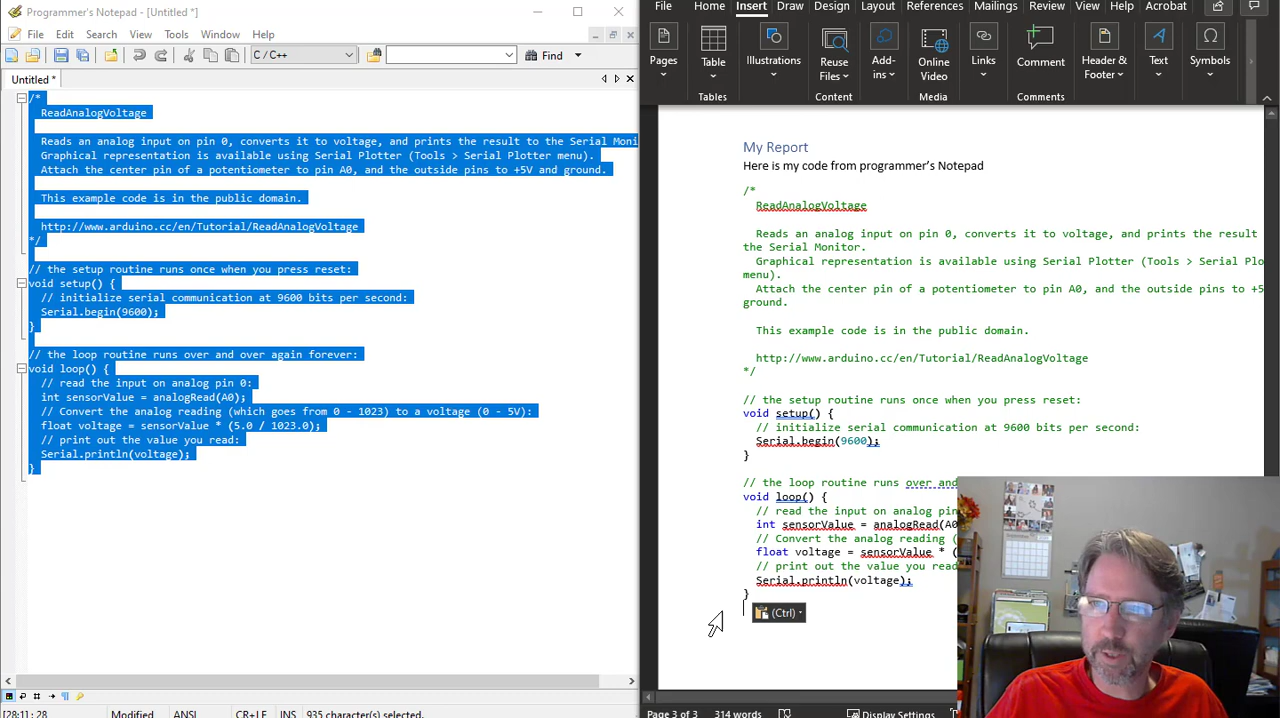 Programmer's Notepad - [Untitled *]
File Edit Search View Tools Window Help
C / C++
Find
Untitled *
/*
ReadAnalogVoltage
Reads an analog input on pin 0, converts it to voltage, and prints the result to the Serial Moni
Graphical representation is available using Serial Plotter (Tools > Serial Plotter menu).
Attach the center pin of a potentiometer to pin A0, and the outside pins to +5V and ground.
This example code is in the public domain.
http://www.arduino.cc/en/Tutorial/ReadAnalogVoltage
*/
// the setup routine runs once when you press reset:
void setup() {
// initialize serial communication at 9600 bits per second:
Serial.begin(9600);
}
// the loop routine runs over and over again forever:
void loop() {
// read the input on analog pin 0:
int sensorValue = analogRead(A0);
// Convert the analog reading (which goes from 0 - 1023) to a voltage (0 - 5V):
float voltage = sensorValue * (5.0 / 1023.0);
// print out the value you read:
Serial.println(voltage);
}
[28:1]: 28 Modified ANSI CR+LF INS 935 character(s) selected.
File Home Insert Draw Design Layout References Mailings Review View Help Acrobat
Pages
Table
Illustrations
Reuse Files
Add-ins
Online Video
Links
Comment
Header & Footer
Text
Symbols
Tables Content Media Comments
My Report
Here is my code from programmer's Notepad
/*
ReadAnalogVoltage
Reads an analog input on pin 0, converts it to voltage, and prints the result
the Serial Monitor.
Graphical representation is available using Serial Plotter (Tools > Serial Plo
menu).
Attach the center pin of a potentiometer to pin A0, and the outside pins to +5
ground.
This example code is in the public domain.
http://www.arduino.cc/en/Tutorial/ReadAnalogVoltage
*/
// the setup routine runs once when you press reset:
void setup() {
// initialize serial communication at 9600 bits per second:
Serial.begin(9600);
}
// the loop routine runs over and
void loop() {
// read the input on analog pin
int sensorValue = analogRead(A0
// Convert the analog reading (
float voltage = sensorValue * (
// print out the value you read
Serial.println(voltage);
}
(Ctrl)
Page 3 of 3 314 words Display Settings